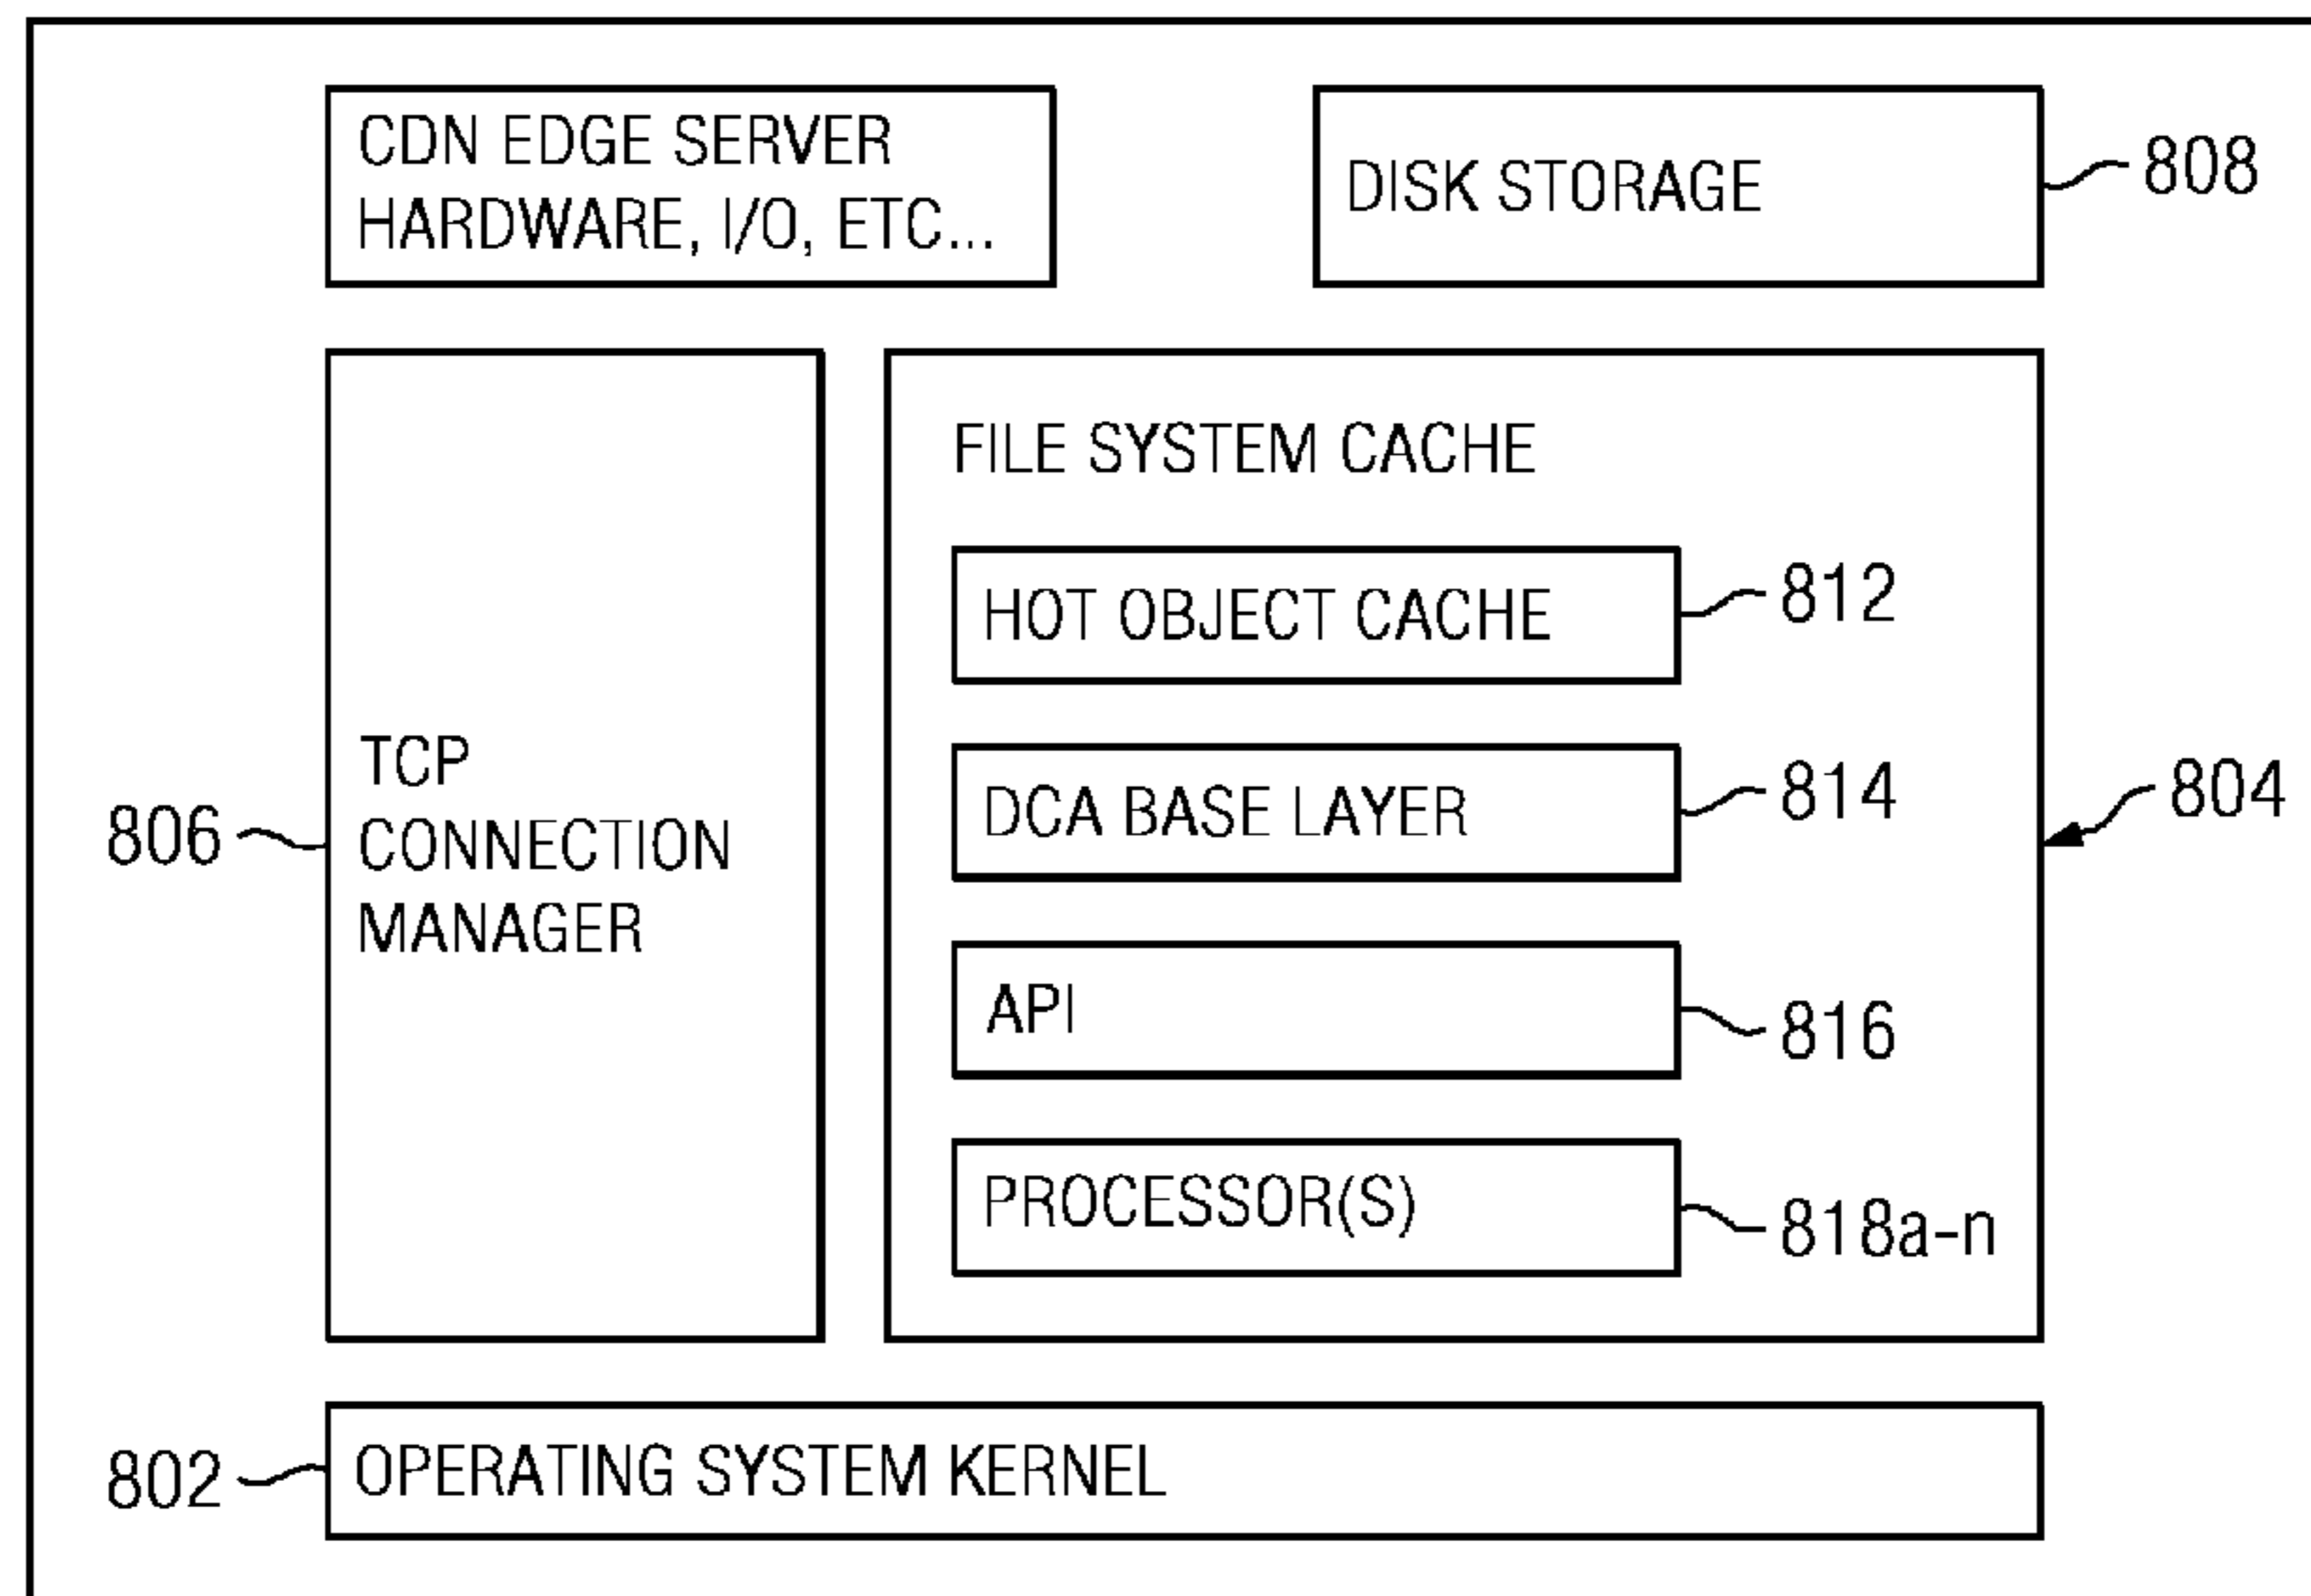 CDN EDGE SERVER
HARDWARE, I/O, ETC...
DISK STORAGE
808
FILE SYSTEM CACHE
HOT OBJECT CACHE
812
TCP
CONNECTION
MANAGER
806
DCA BASE LAYER
814
804
API
816
PROCESSOR(S)
818a-n
802
OPERATING SYSTEM KERNEL